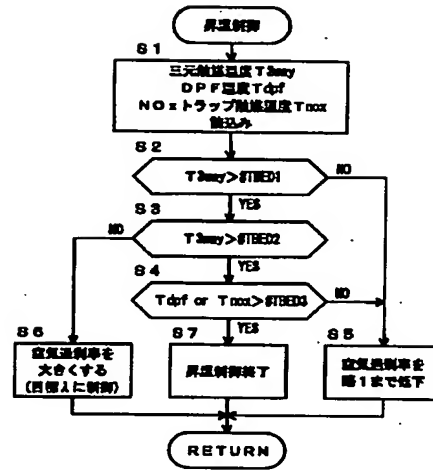 昇温制御
S1
三元触媒温度T3way
DPF温度Tdpf
NOxトラップ触媒温度Tnox
読込み
S2
T3way>#TBED1
NO
YES
S3
NO
T3way>#TBED2
YES
S4
Tdpf or Tnox>#TBED3
NO
YES
S6
空気過剰率を
大きくする
(目標λに制御)
S7
昇温制御終了
S5
空気過剰率を
略1まで低下
RETURN